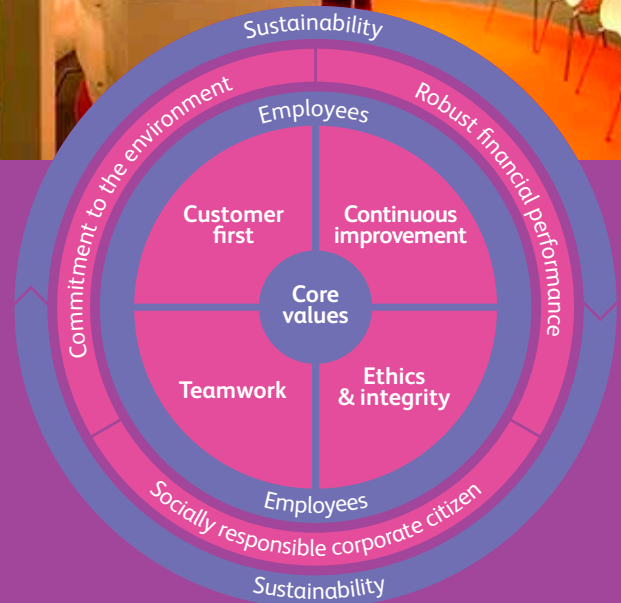 Sustainability
Commitment to the environment
Robust financial performance
Employees
Customer
first
Continuous
improvement
Core
values
Teamwork
Ethics
& integrity
Employees
Socially responsible corporate citizen
Sustainability